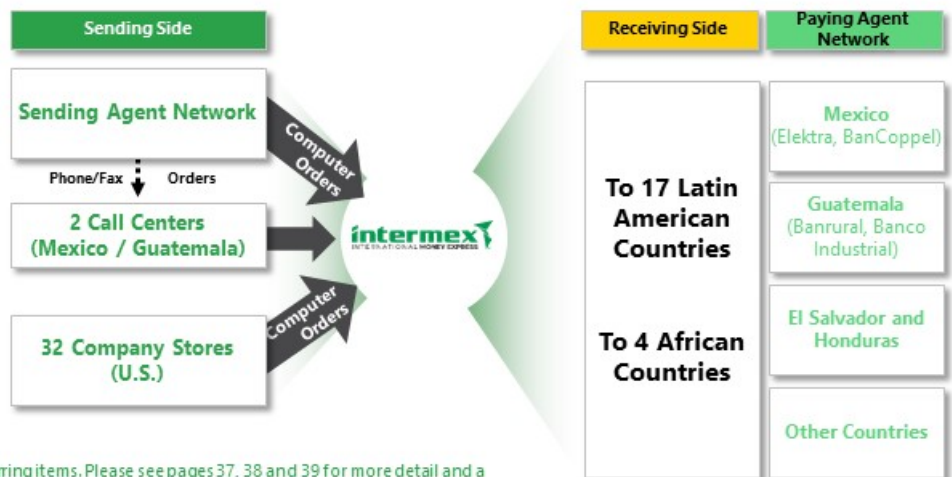 Sending Side
Receiving Side
Paying Agent
Network
Sending Agent Network
Computer
Orders
Phone/Fax Orders
2 Call Centers
(Mexico / Guatemala)
Computer
Orders
32 Company Stores
(U.S.)
intermex
INTERNATIONAL MONEY EXPRESS
To 17 Latin
American
Countries
To 4 African
Countries
Mexico
(Elektra, BanCoppel)
Guatemala
(Banrural, Banco
Industrial)
El Salvador and
Honduras
Other Countries
items. Please see pages 37, 38 and 39 for more detail and a